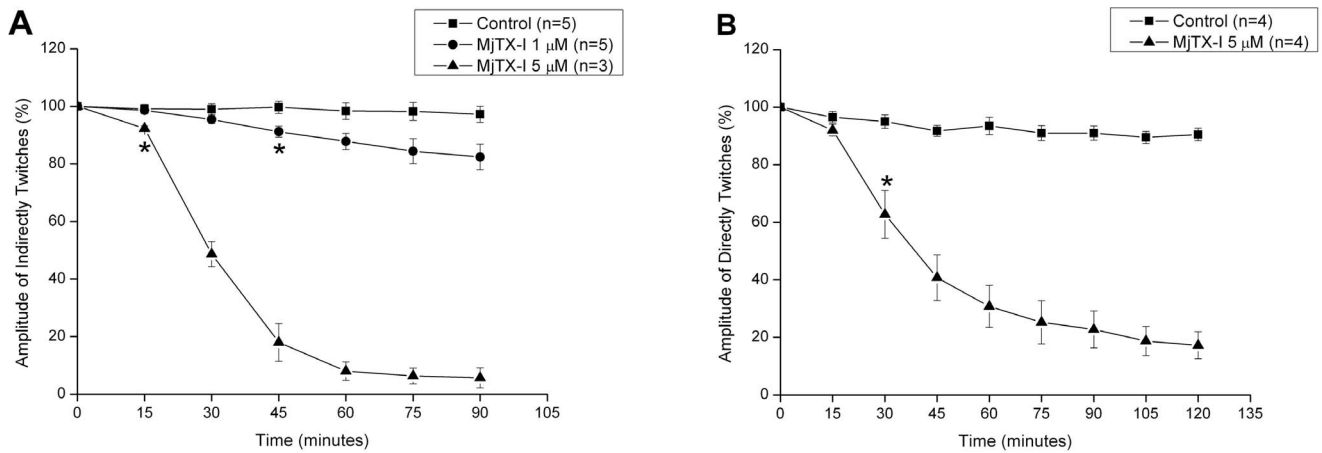 A
Control (n=5)
MjTX-I 1 μM (n=5)
MjTX-I 5 μM (n=3)
Amplitude of Indirectly Twitches (%)
120
100
80
60
40
20
0
*
*
0 15 30 45 60 75 90 105
Time (minutes)
B
Control (n=4)
MjTX-I 5 μM (n=4)
Amplitude of Directly Twitches (%)
120
100
80
60
40
20
0
*
0 15 30 45 60 75 90 105 120 135
Time (minutes)